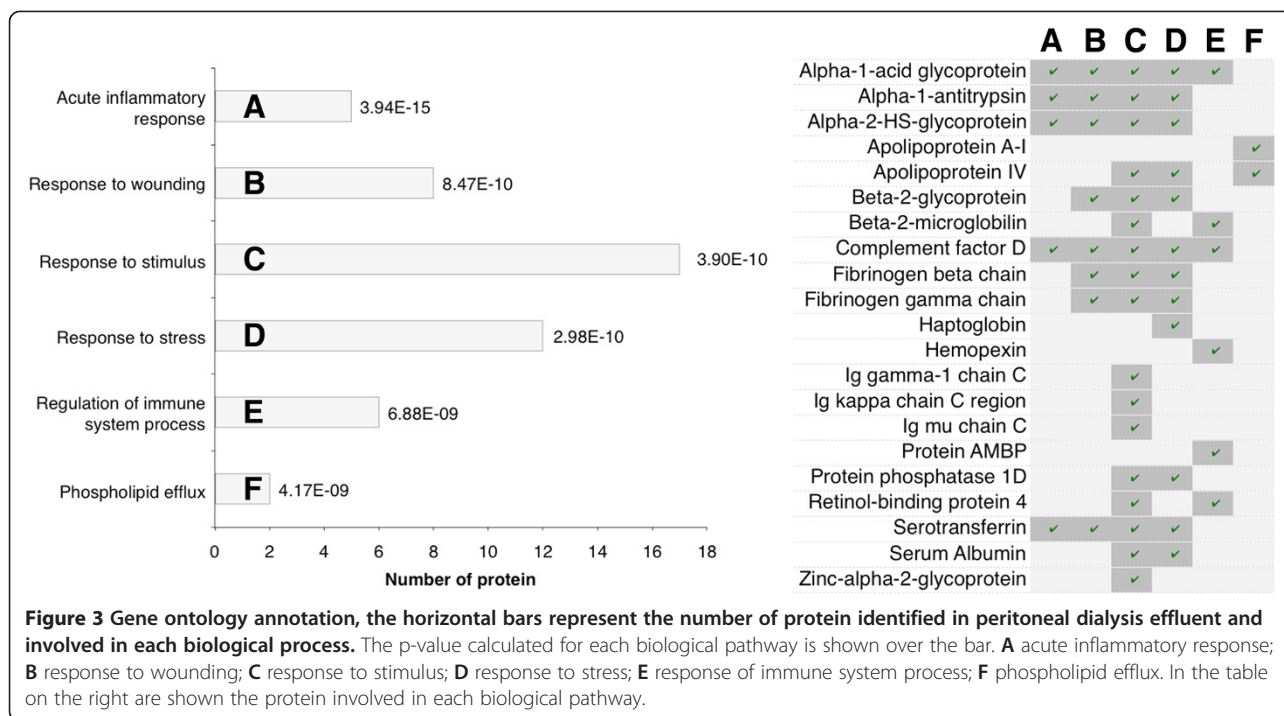 Acute inflammatory
response
A
3.94E-15
Response to wounding
B
8.47E-10
Response to stimulus
C
3.90E-10
Response to stress
D
2.98E-10
Regulation of immune
system process
E
6.88E-09
Phospholipid efflux
F
4.17E-09
0 2 4 6 8 10 12 14 16 18
Number of protein
A B C D E F
Alpha-1-acid glycoprotein ✔ ✔ ✔ ✔ ✔
Alpha-1-antitrypsin ✔ ✔ ✔ ✔
Alpha-2-HS-glycoprotein ✔ ✔ ✔ ✔
Apolipoprotein A-I ✔
Apolipoprotein IV ✔ ✔ ✔
Beta-2-glycoprotein ✔ ✔ ✔
Beta-2-microglobilin ✔ ✔
Complement factor D ✔ ✔ ✔ ✔ ✔
Fibrinogen beta chain ✔ ✔ ✔
Fibrinogen gamma chain ✔ ✔ ✔
Haptoglobin ✔
Hemopexin ✔
Ig gamma-1 chain C ✔
Ig kappa chain C region ✔
Ig mu chain C ✔
Protein AMBP ✔
Protein phosphatase 1D ✔ ✔
Retinol-binding protein 4 ✔ ✔
Serotransferrin ✔ ✔ ✔ ✔
Serum Albumin ✔ ✔
Zinc-alpha-2-glycoprotein ✔
Figure 3 Gene ontology annotation, the horizontal bars represent the number of protein identified in peritoneal dialysis effluent and
involved in each biological process. The p-value calculated for each biological pathway is shown over the bar. A acute inflammatory response;
B response to wounding; C response to stimulus; D response to stress; E response of immune system process; F phospholipid efflux. In the table
on the right are shown the protein involved in each biological pathway.